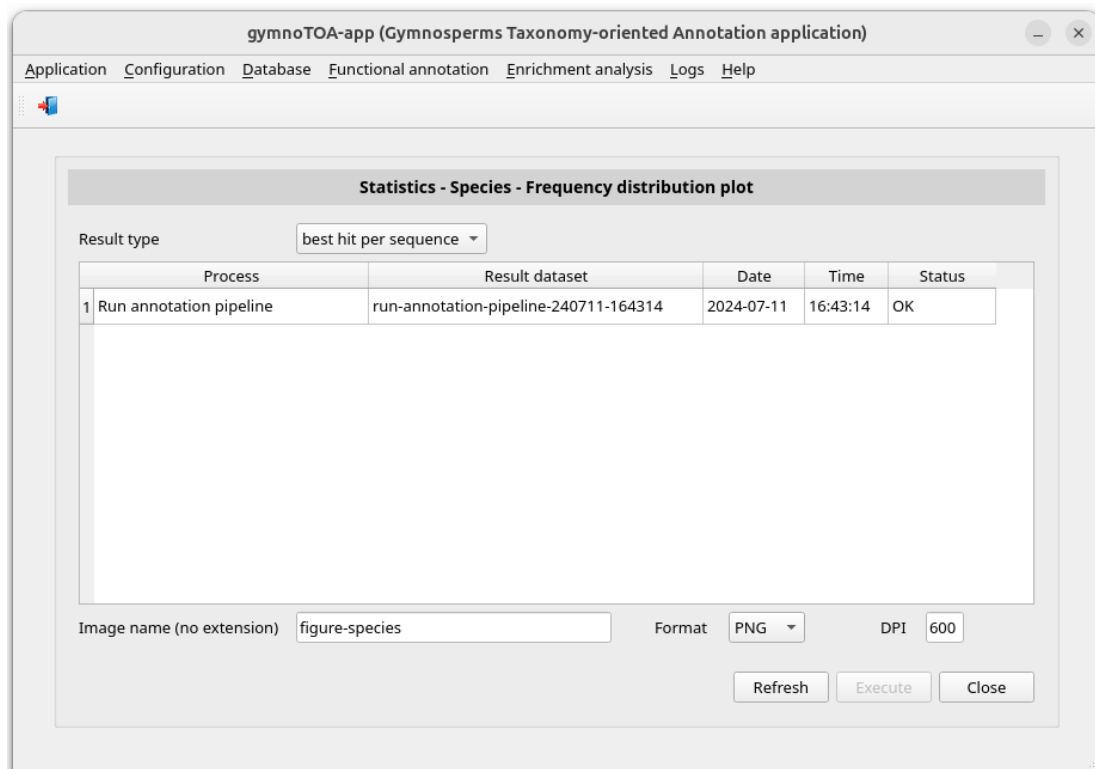 gymnoTOA-app (Gymnosperms Taxonomy-oriented Annotation application)
Application Configuration Database Functional annotation Enrichment analysis Logs Help
Statistics - Species - Frequency distribution plot
Result type best hit per sequence
Process Result dataset Date Time Status
1 Run annotation pipeline run-annotation-pipeline-240711-164314 2024-07-11 16:43:14 OK
Image name (no extension) figure-species Format PNG DPI 600
Refresh Execute Close